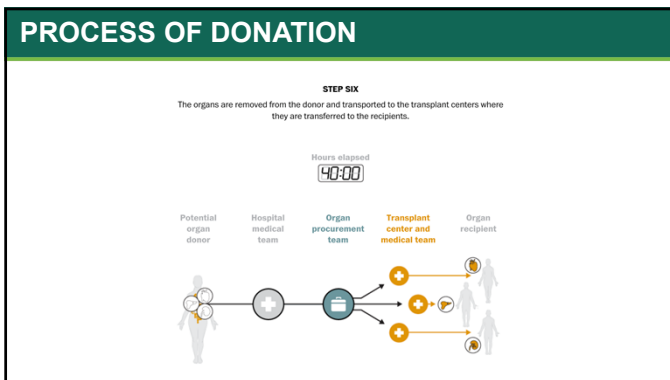 PROCESS OF DONATION
STEP SIX
The organs are removed from the donor and transported to the transplant centers where
they are transferred to the recipients.
Hours elapsed
40:00
Potential
organ
donor
Hospital
medical
team
Organ
procurement
team
Transplant
center and
medical team
Organ
recipient